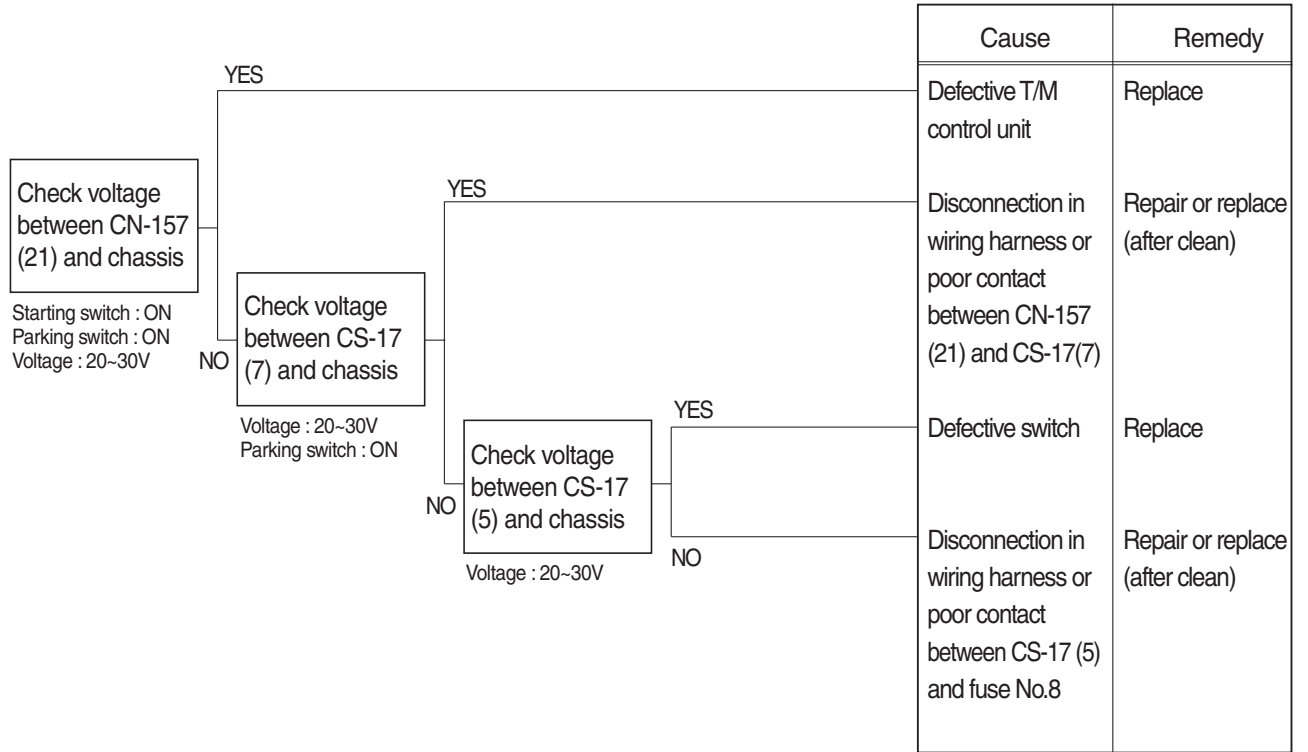 Cause
Remedy
YES
Defective T/M
control unit
Replace
Check voltage
between CN-157
(21) and chassis
Starting switch : ON
Parking switch : ON
Voltage : 20~30V
NO
YES
Disconnection in
wiring harness or
poor contact
between CN-157
(21) and CS-17(7)
Repair or replace
(after clean)
Check voltage
between CS-17
(7) and chassis
Voltage : 20~30V
Parking switch : ON
NO
YES
Defective switch
Replace
Check voltage
between CS-17
(5) and chassis
Voltage : 20~30V
NO
Disconnection in
wiring harness or
poor contact
between CS-17 (5)
and fuse No.8
Repair or replace
(after clean)